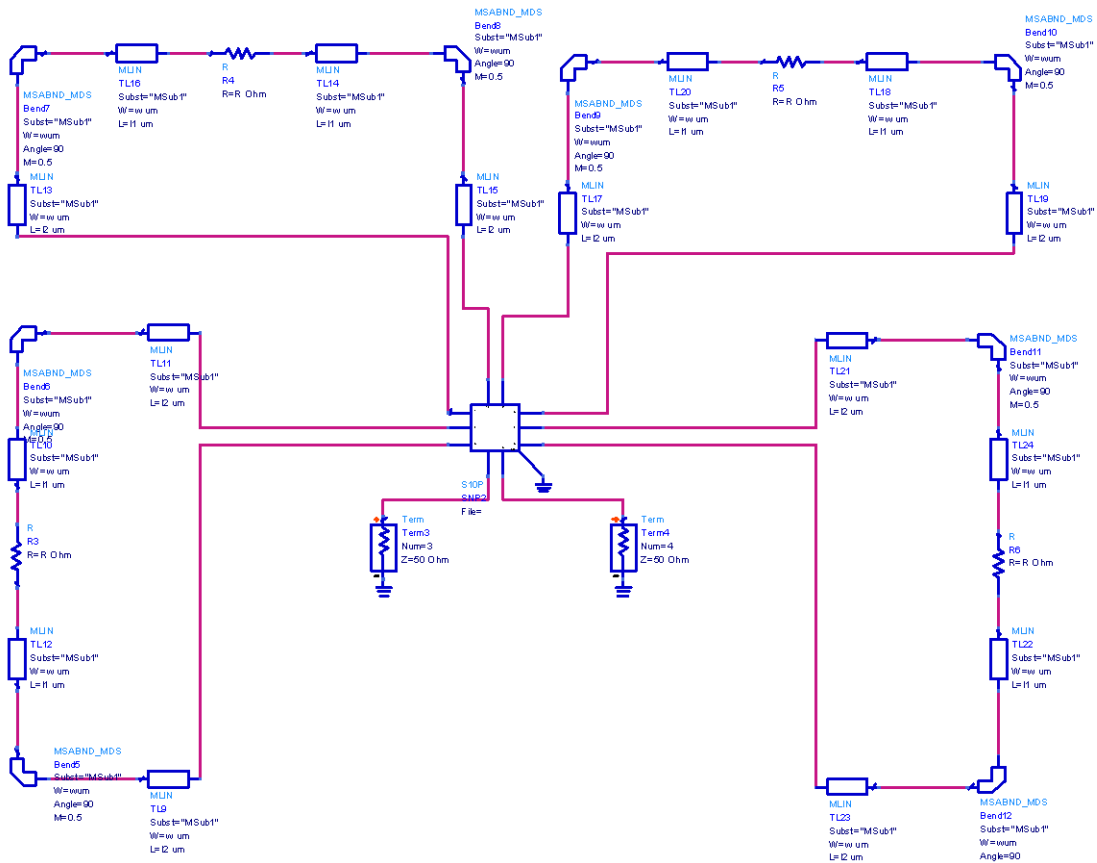 MSABND_MDS
Bend8
Subst="MSub1"
W=wum
Angle=90
M=0.5
MSABND_MDS
Bend10
Subst="MSub1"
W=wum
Angle=90
M=0.5
MLIN
TL16
Subst="MSub1"
W=w um
L=l1 um
R
R4
R=R Ohm
MLIN
TL14
Subst="MSub1"
W=w um
L=l1 um
MLIN
TL20
Subst="MSub1"
W=w um
L=l1 um
R
R5
R=R Ohm
MLIN
TL18
Subst="MSub1"
W=w um
L=l1 um
MSABND_MDS
Bend7
Subst="MSub1"
W=wum
Angle=90
M=0.5
MSABND_MDS
Bend9
Subst="MSub1"
W=wum
Angle=90
M=0.5
MLIN
TL13
Subst="MSub1"
W=w um
L=l2 um
MLIN
TL15
Subst="MSub1"
W=w um
L=l2 um
MLIN
TL17
Subst="MSub1"
W=w um
L=l2 um
MLIN
TL19
Subst="MSub1"
W=w um
L=l2 um
MLIN
TL11
Subst="MSub1"
W=w um
L=l2 um
MSABND_MDS
Bend6
Subst="MSub1"
W=wum
Angle=90
M=0.5
MLIN
TL10
Subst="MSub1"
W=w um
L=l1 um
MLIN
TL21
Subst="MSub1"
W=w um
L=l2 um
MSABND_MDS
Bend11
Subst="MSub1"
W=wum
Angle=90
M=0.5
MLIN
TL24
Subst="MSub1"
W=w um
L=l1 um
S10P
SNP2
File=
R
R3
R=R Ohm
Term
Term3
Num=3
Z=50 Ohm
Term
Term4
Num=4
Z=50 Ohm
R
R6
R=R Ohm
MLIN
TL12
Subst="MSub1"
W=w um
L=l1 um
MLIN
TL22
Subst="MSub1"
W=w um
L=l1 um
MSABND_MDS
Bend5
Subst="MSub1"
W=wum
Angle=90
M=0.5
MLIN
TL9
Subst="MSub1"
W=w um
L=l2 um
MLIN
TL23
Subst="MSub1"
W=w um
L=l2 um
MSABND_MDS
Bend12
Subst="MSub1"
W=wum
Angle=90